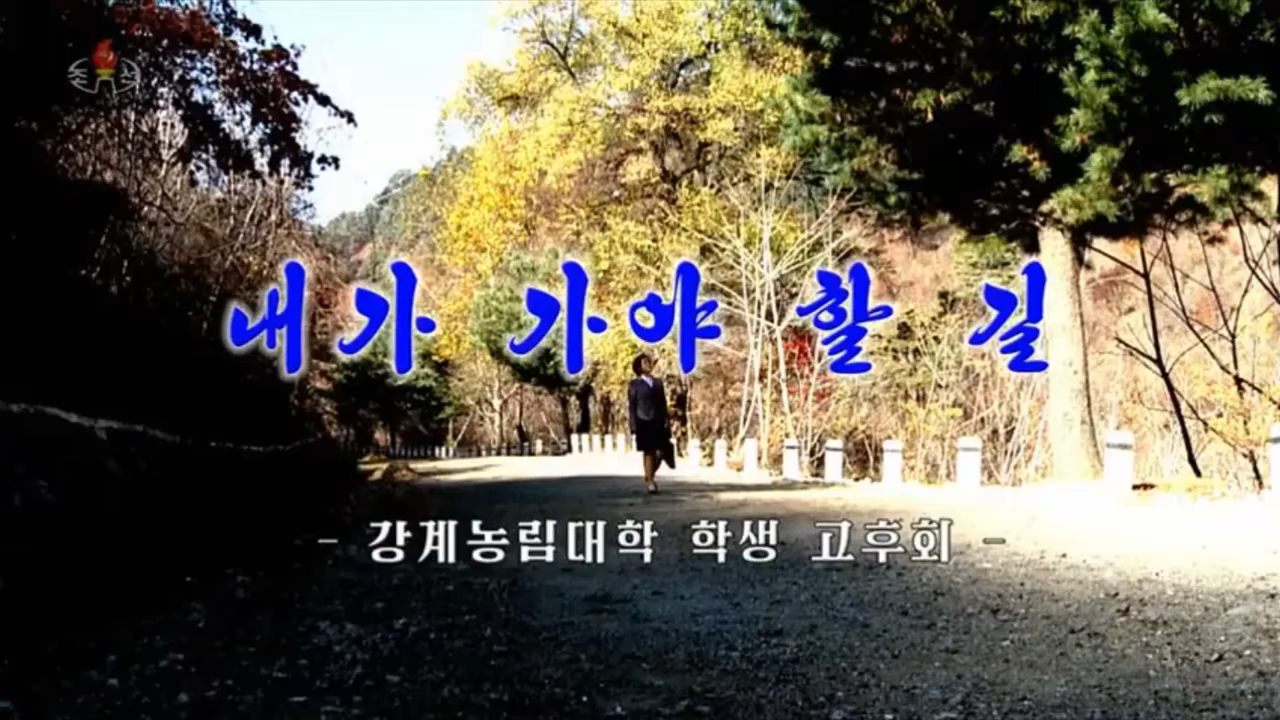 내가 가야 할 길
- 강계농림대학 학생 고후회 -